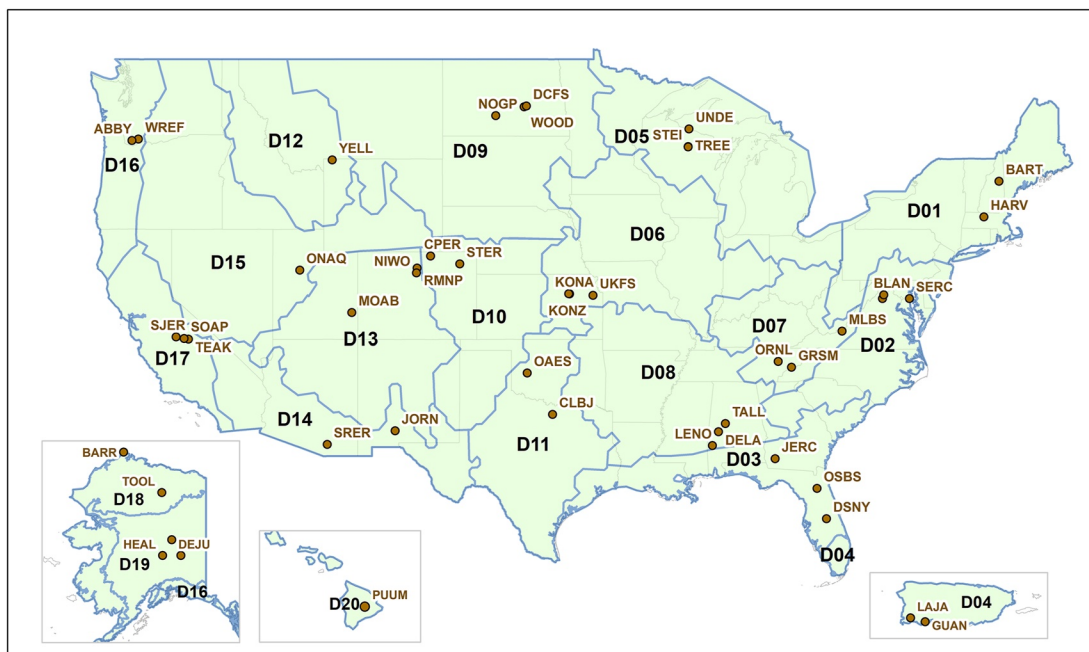 DCFS
NOGP
WOOD
ABBY
WREF
UNDE
D05
STEI
TREE
D16
D12
YELL
D09
BART
D01
HARV
CPER
STER
D06
D15
ONAQ
NIWO
RMNP
KONA
UKFS
KONZ
BLAN
SERC
MOAB
D10
SJER
SOAP
D13
D07
MLBS
D02
TEAK
D17
ORNL
GRSM
OAES
D08
CLBJ
TALL
D14
JORN
SRER
D11
LENO
DELA
D03
JERC
BARR
OSBS
TOOL
D18
DSNY
HEAL
DEJU
D19
D04
D16
PUUM
D20
LAJA
D04
GUAN